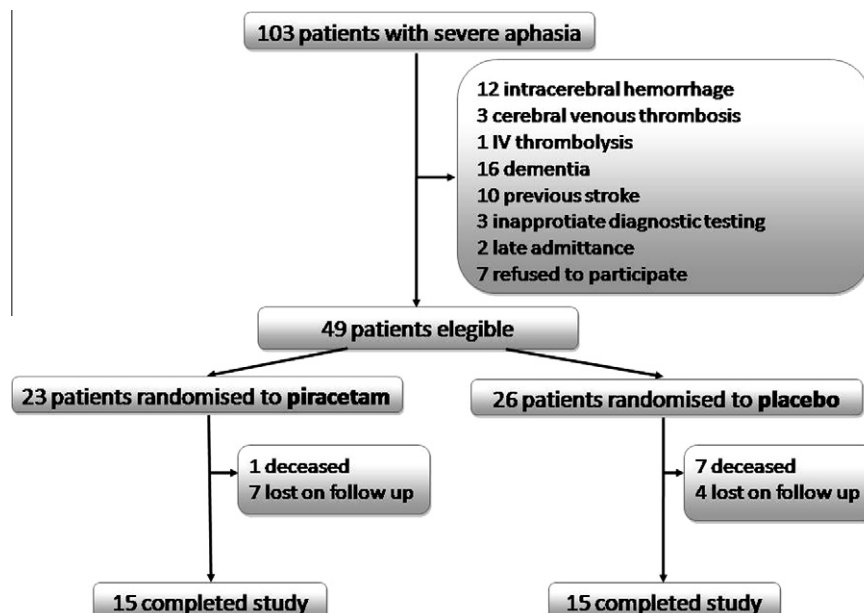 103 patients with severe aphasia
12 intracerebral hemorrhage
3 cerebral venous thrombosis
1 IV thrombolysis
16 dementia
10 previous stroke
3 inapprotiate diagnostic testing
2 late admittance
7 refused to participate
49 patients elegible
23 patients randomised to piracetam
26 patients randomised to placebo
1 deceased
7 lost on follow up
7 deceased
4 lost on follow up
15 completed study
15 completed study